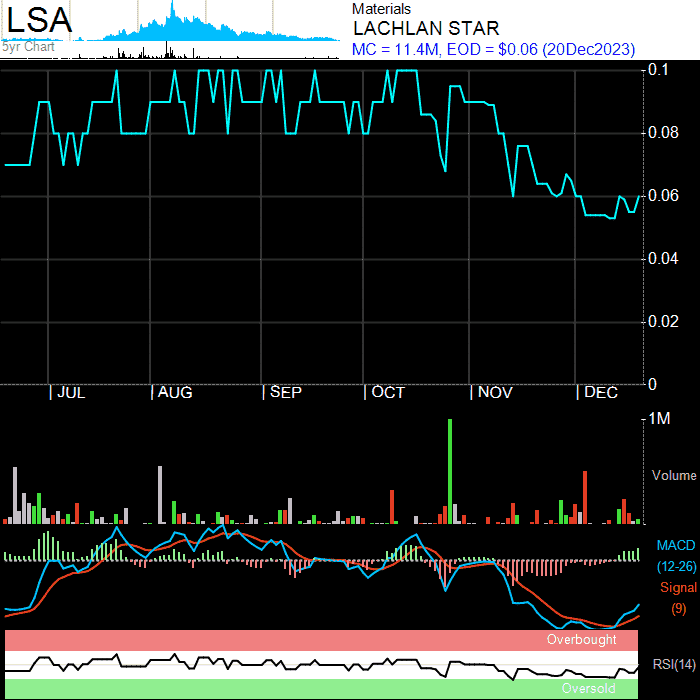 LSA
5yr Chart
Materials
LACHLAN STAR
MC = 11.4M, EOD = $0.06 (20Dec2023)
0.1
0.08
0.06
0.04
0.02
0
JUL AUG SEP OCT NOV DEC
1M
Volume
MACD
(12-26)
Signal
(9)
Overbought
RSI(14)
Oversold